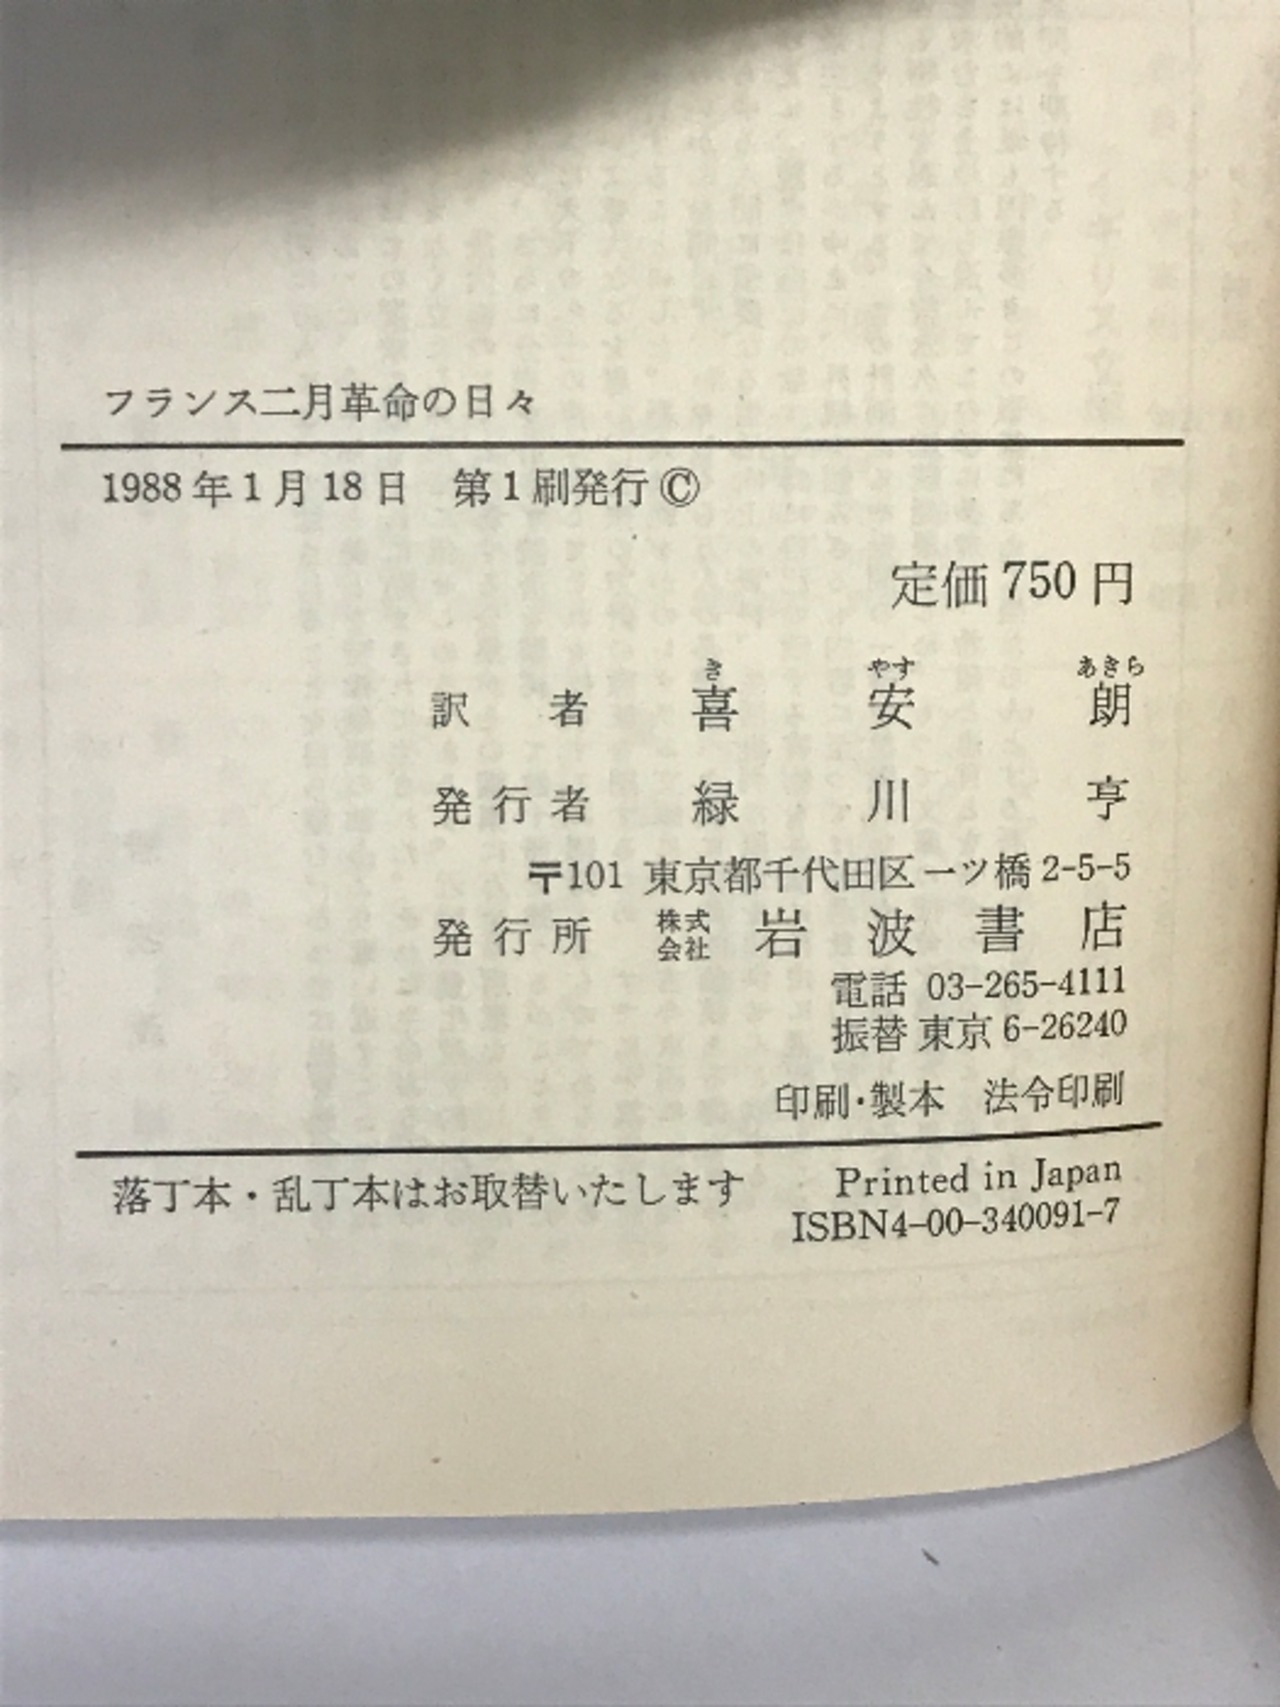 フランス二月革命の日々
1988年1月18日　第1刷発行 ©
定価 750 円
き　やす　あきら
訳者　喜安朗
発行者　緑川亨
〒101 東京都千代田区一ツ橋 2-5-5
発行所　株式会社　岩波書店
電話 03-265-4111
振替 東京 6-26240
印刷・製本　法令印刷
落丁本・乱丁本はお取替いたします　Printed in Japan
ISBN4-00-340091-7